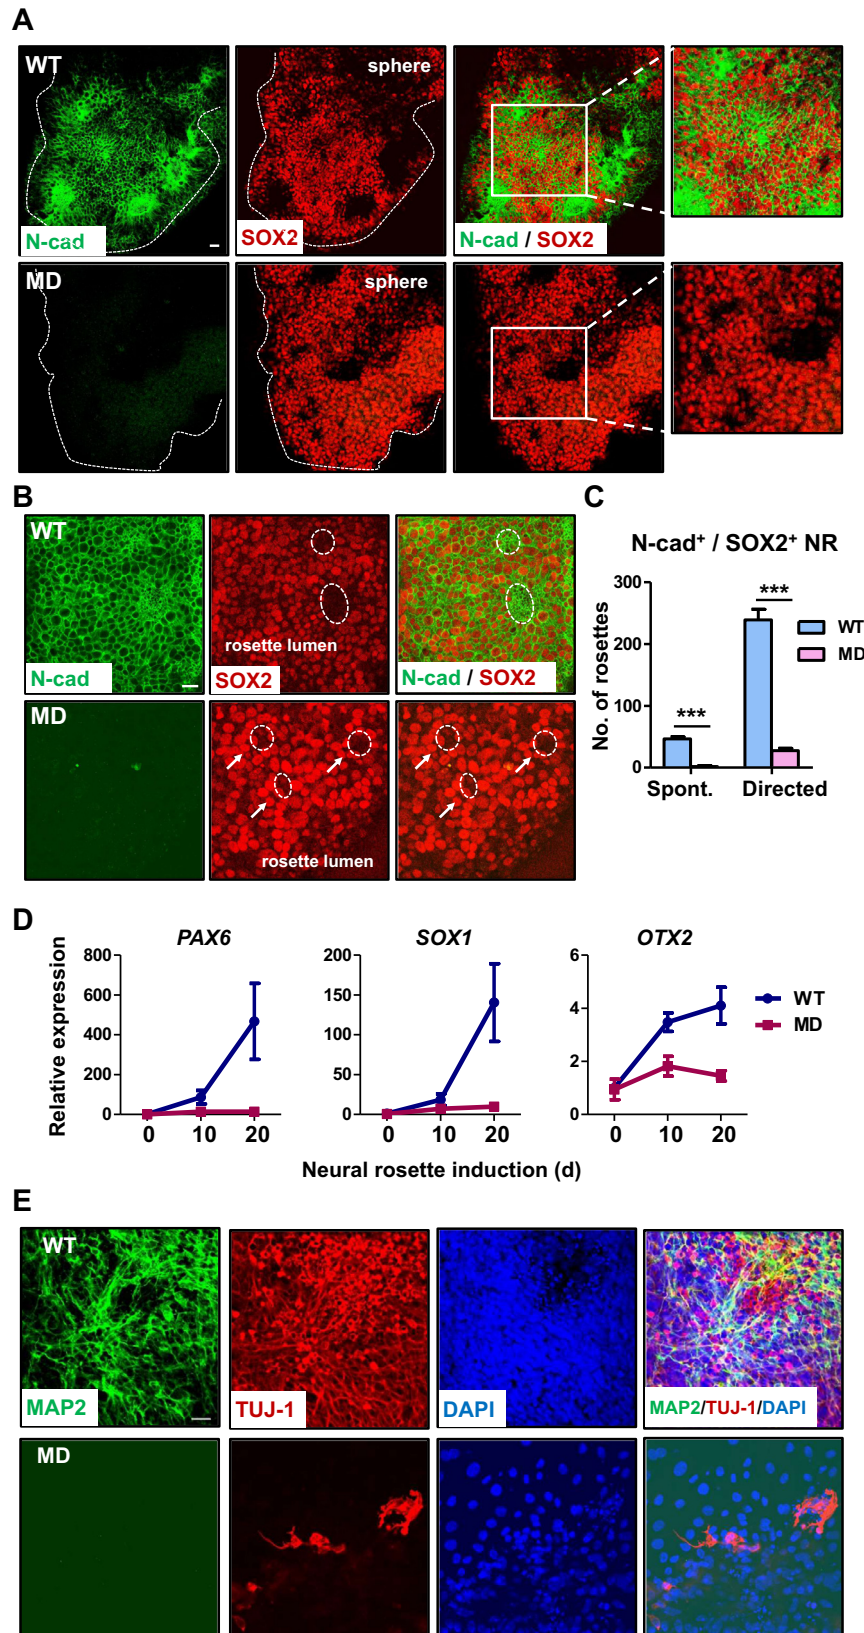 A
WT
sphere
N-cad
SOX2
N-cad / SOX2
MD
sphere
B
WT
rosette lumen
N-cad
SOX2
N-cad / SOX2
MD
rosette lumen
C
N-cad+ / SOX2+ NR
300
200
100
0
No. of rosettes
***
***
WT
MD
Spont.
Directed
D
PAX6
SOX1
OTX2
Relative expression
800
600
400
200
0
200
150
100
50
0
6
4
2
0
WT
MD
0 10 20
0 10 20
0 10 20
Neural rosette induction (d)
E
WT
MAP2
TUJ-1
DAPI
MAP2/TUJ-1/DAPI
MD